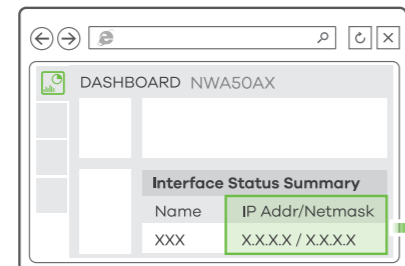 DASHBOARD NWA50AX
Interface Status Summary
Name IP Addr/Netmask
XXX X.X.X.X / X.X.X.X